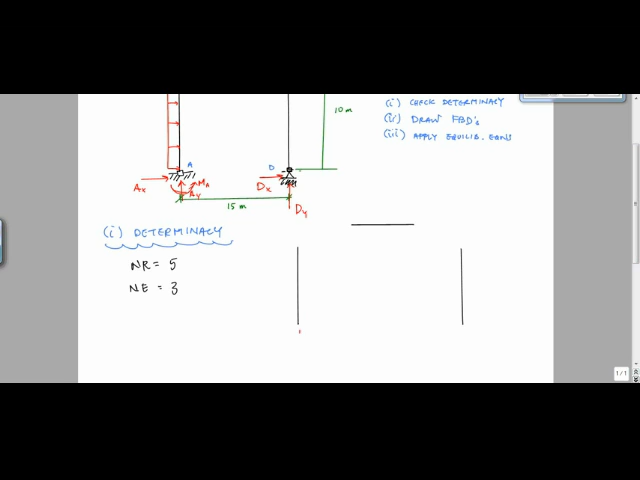 10 m
(i) CHECK DETERMINACY
(ii) DRAW FBD's
(iii) APPLY EQUILIB. EQNS
A
D
Ax
MA
Ay
Dx
15 m
Dy
(i) DETERMINACY
NR = 5
NE = 3
1/1